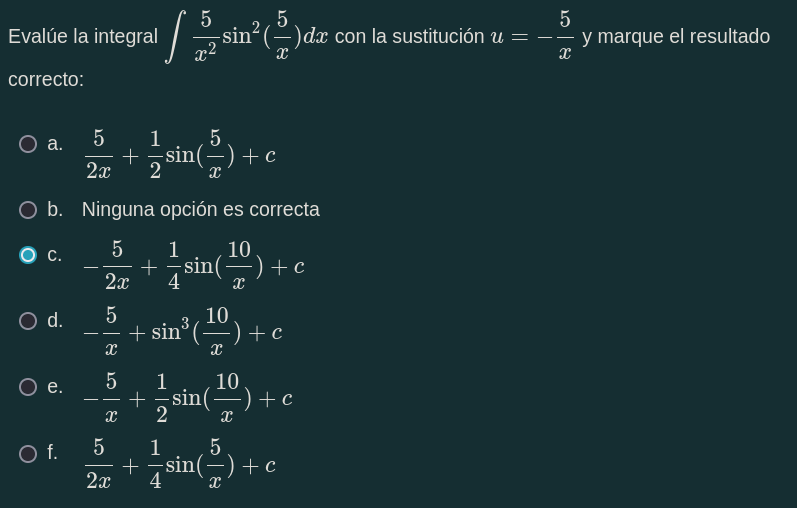 Evalúe la integral $\int \frac{5}{x^2}\sin^2(\frac{5}{x})dx$ con la sustitución $u = -\frac{5}{x}$ y marque el resultado
correcto:
a. $\frac{5}{2x} + \frac{1}{2}\sin(\frac{5}{x}) + c$
b. Ninguna opción es correcta
c. $-\frac{5}{2x} + \frac{1}{4}\sin(\frac{10}{x}) + c$
d. $-\frac{5}{x} + \sin^3(\frac{10}{x}) + c$
e. $-\frac{5}{x} + \frac{1}{2}\sin(\frac{10}{x}) + c$
f. $\frac{5}{2x} + \frac{1}{4}\sin(\frac{5}{x}) + c$